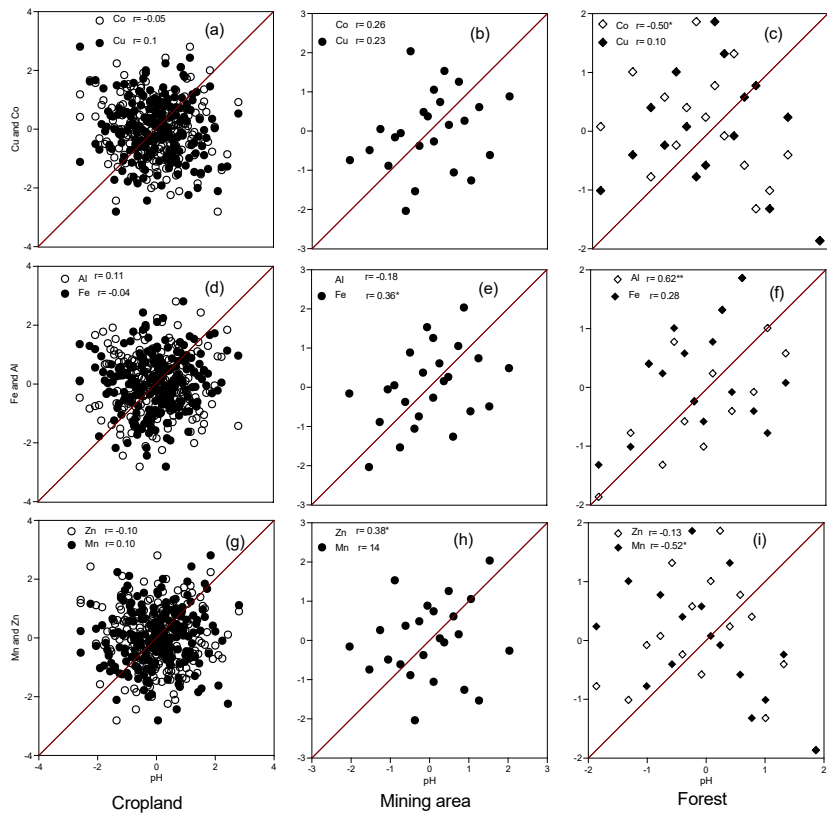 Co r= -0.05
Cu r= 0.1
(a)
Cu and Co
4
2
0
-2
-4
Co r= 0.26
Cu r= 0.23
(b)
3
2
1
0
-1
-2
-3
Co r= -0.50*
Cu r= 0.10
(c)
2
1
0
-1
-2
Al r= 0.11
Fe r= -0.04
(d)
Fe and Al
4
2
0
-2
-4
Al r= -0.18
Fe r= 0.36*
(e)
3
2
1
0
-1
-2
-3
Al r= 0.62**
Fe r= 0.28
(f)
2
1
0
-1
-2
Zn r= -0.10
Mn r= 0.10
(g)
Mn and Zn
4
2
0
-2
-4
-4 -2 0 2 4
pH
Cropland
Zn r= 0.38*
Mn r= 14
(h)
3
2
1
0
-1
-2
-3
-3 -2 -1 0 1 2 3
pH
Mining area
Zn r= -0.13
Mn r= -0.52*
(i)
2
1
0
-1
-2
-2 -1 0 1 2
pH
Forest